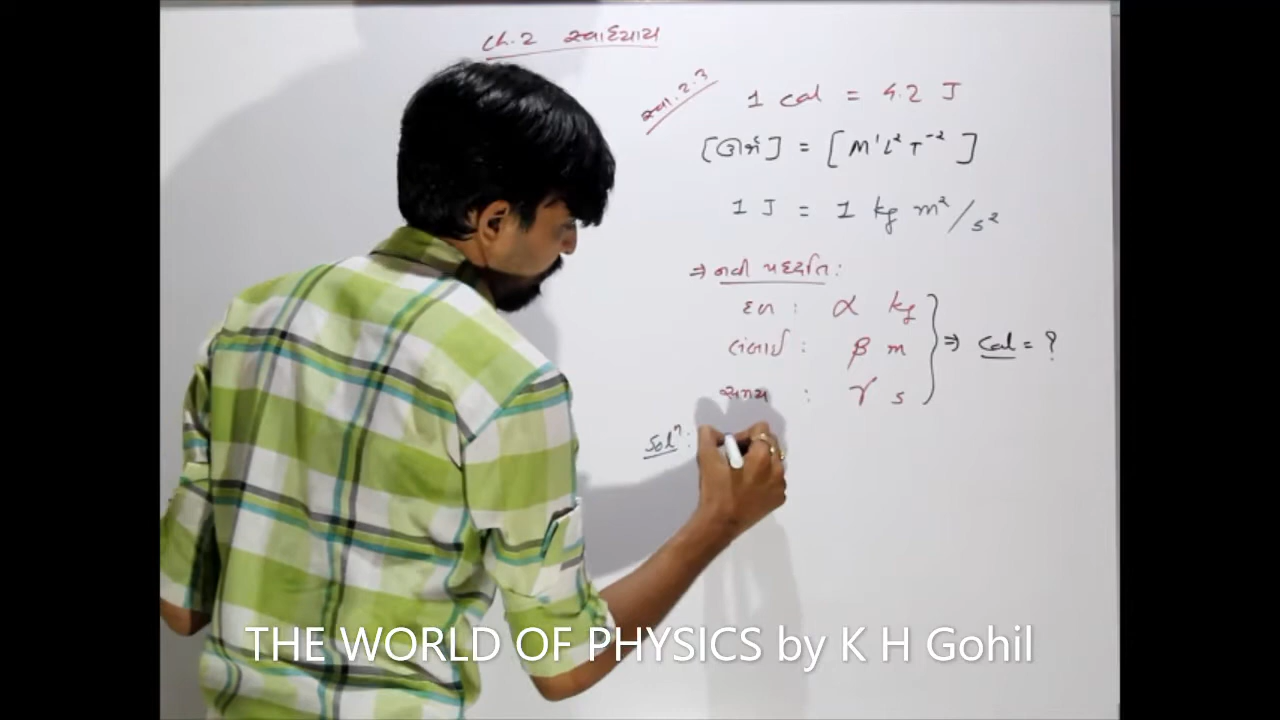 Ch.2 સ્વાધ્યાય
સ્વા.2.3
1 cal = 4.2 J
[ઊર્જા] = [M¹L²T⁻²]
1 J = 1 kg m²/s²
⇒ નવી પદ્ધતિ:
દળ : α kg
લંબાઈ : β m
સમય : γ s
⇒ Cal = ?
Solⁿ:
THE WORLD OF PHYSICS by K H Gohil